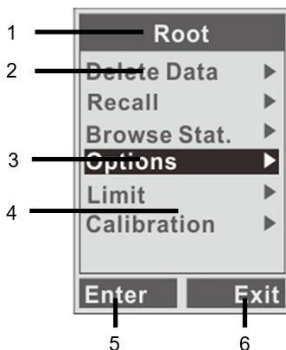 1 Root
2 Delete Data
Recall
Browse Stat.
3 Options
Limit
4
Calibration
Enter Exit
5 6